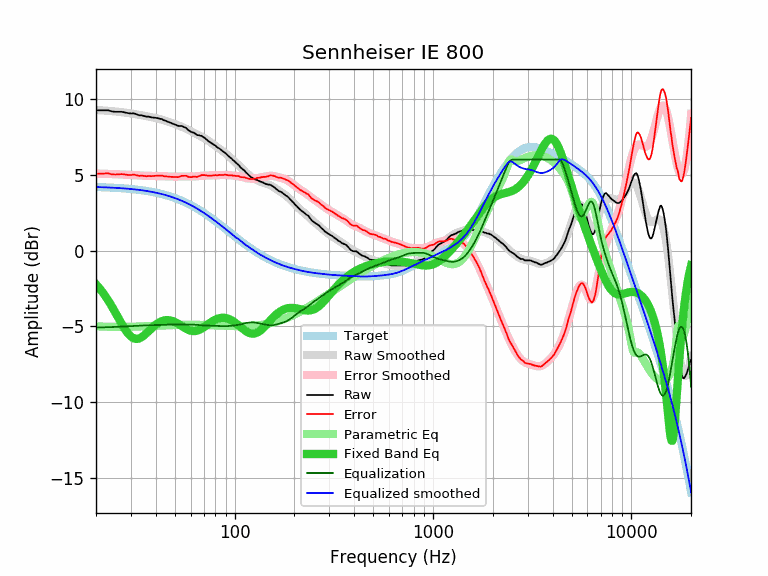 Sennheiser IE 800
Amplitude (dBr)
10
5
0
−5
−10
−15
Target
Raw Smoothed
Error Smoothed
Raw
Error
Parametric Eq
Fixed Band Eq
Equalization
Equalized smoothed
100 1000 10000
Frequency (Hz)